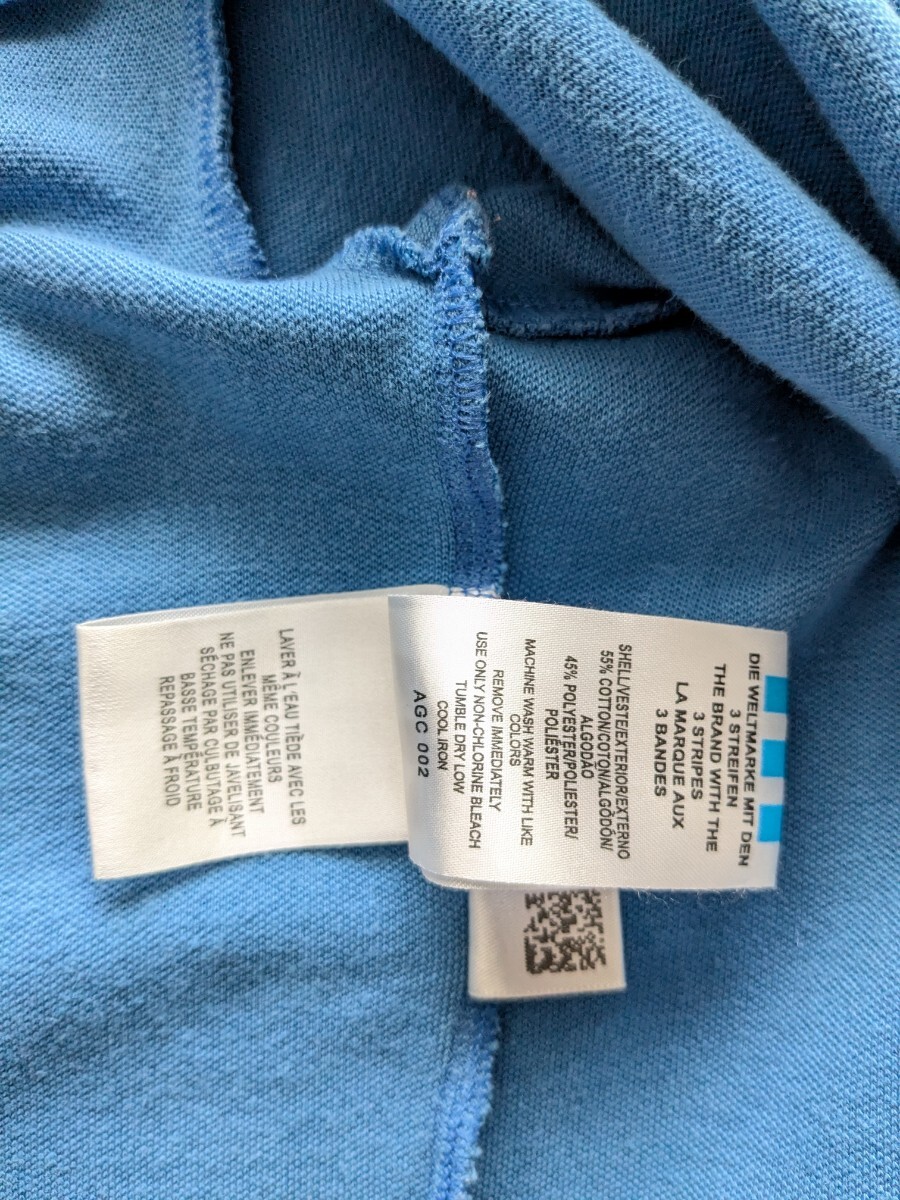 DIE WELTMARKE MIT DEN
3 STREIFEN
THE BRAND WITH THE
3 STRIPES
LA MARQUE AUX
3 BANDES
SHELL/VESTE/EXTERIOR/EXTERNO
55% COTTON/COTON/ALGODÓN/
ALGODÃO
45% POLYESTER/POLIESTER/
POLIÉSTER
MACHINE WASH WARM WITH LIKE
COLORS
REMOVE IMMEDIATELY
USE ONLY NON-CHLORINE BLEACH
TUMBLE DRY LOW
COOL IRON
AGC 002
LAVER À L'EAU TIÈDE AVEC LES
MÊME COULEURS
ENLEVER IMMÉDIATEMENT
NE PAS UTILISER DE JAVELISANT
SÉCHAGE PAR CULBUTAGE À
BASSE TEMPÉRATURE
REPASSAGE À FROID